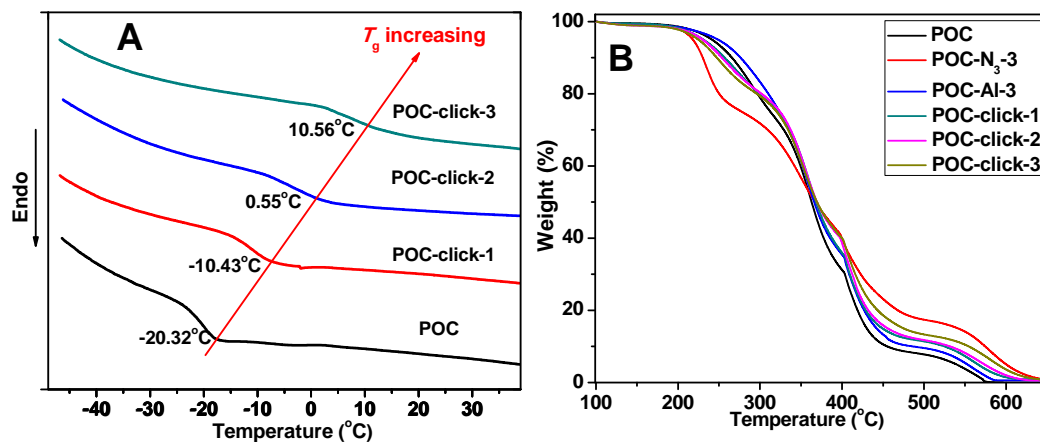 A
Tg increasing
POC-click-3
10.56°C
POC-click-2
0.55°C
POC-click-1
-10.43°C
POC
-20.32°C
Endo
-40 -30 -20 -10 0 10 20 30
Temperature (°C)
B
POC
POC-N3-3
POC-Al-3
POC-click-1
POC-click-2
POC-click-3
100
80
60
40
20
0
Weight (%)
100 200 300 400 500 600
Temperature (°C)